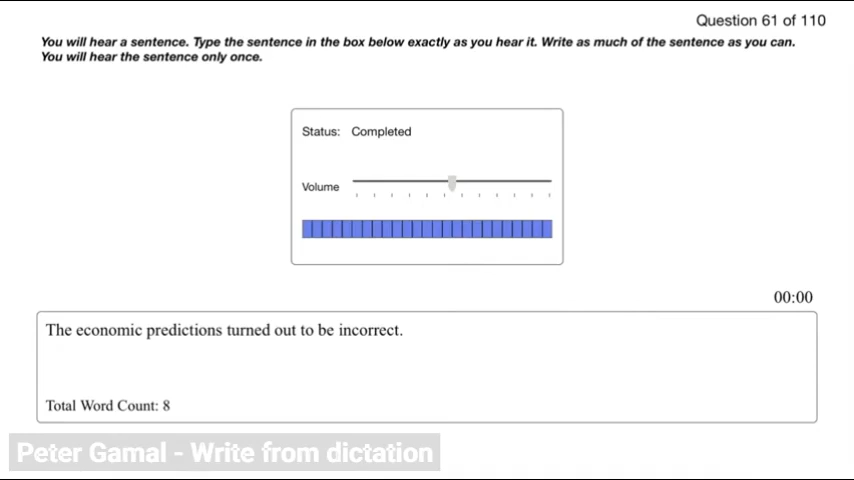 Question 61 of 110
You will hear a sentence. Type the sentence in the box below exactly as you hear it. Write as much of the sentence as you can.
You will hear the sentence only once.
Status: Completed
Volume
00:00
The economic predictions turned out to be incorrect.
Total Word Count: 8
Peter Gamal - Write from dictation